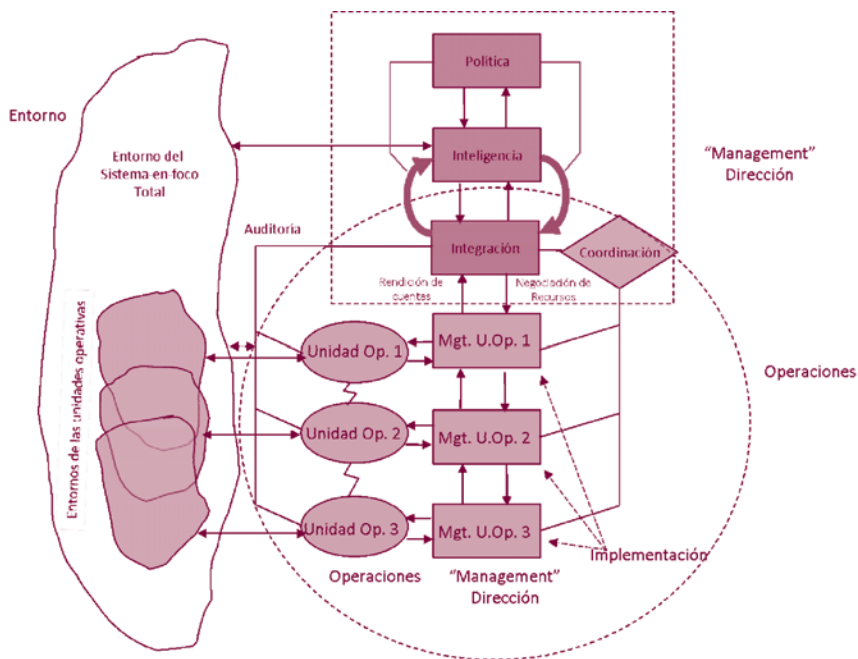 Política
Entorno
Inteligencia
Entorno del
Sistema-en-foco
Total
"Management"
Dirección
Auditoria
Integración
Coordinación
Rendición de
cuentas
Negociación de
Recursos
Entornos de las unidades operativas
Unidad Op. 1
Mgt. U.Op. 1
Operaciones
Unidad Op. 2
Mgt. U.Op. 2
Unidad Op. 3
Mgt. U.Op. 3
Implementación
Operaciones
"Management"
Dirección